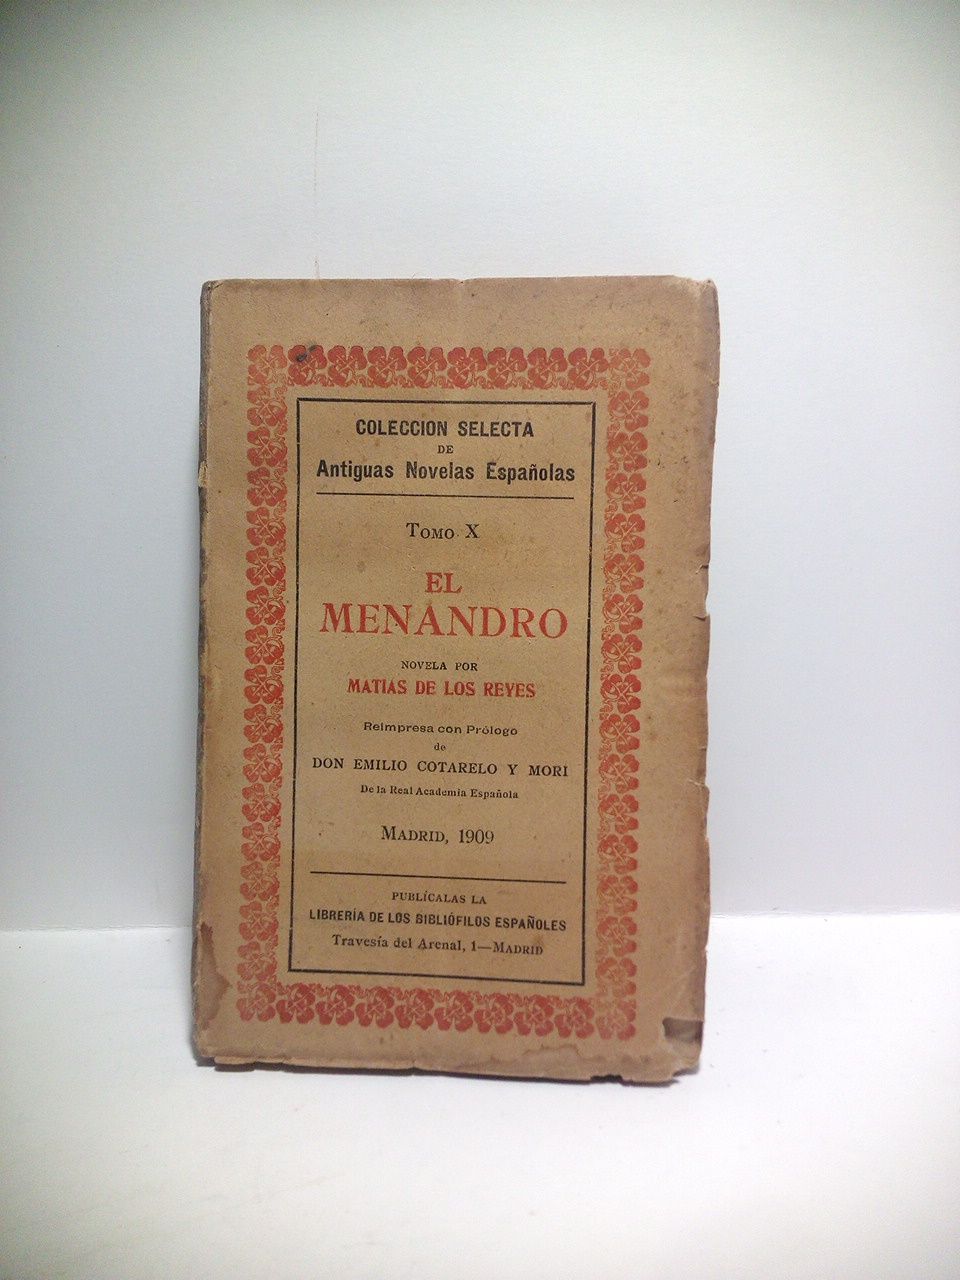 COLECCION SELECTA
DE
Antiguas Novelas Españolas
TOMO X
EL
MENANDRO
NOVELA POR
MATIAS DE LOS REYES
Reimpresa con Prólogo
de
DON EMILIO COTARELO Y MORI
De la Real Academia Española
MADRID, 1909
PUBLÍCALAS LA
LIBRERÍA DE LOS BIBLIÓFILOS ESPAÑOLES
Travesía del Arenal, 1—MADRID